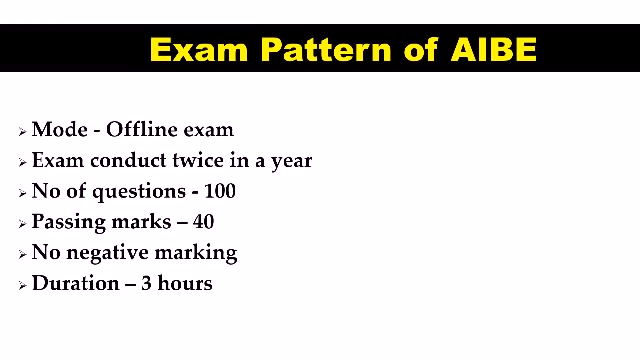 Exam Pattern of AIBE
➢ Mode - Offline exam
➢ Exam conduct twice in a year
➢ No of questions - 100
➢ Passing marks – 40
➢ No negative marking
➢ Duration – 3 hours